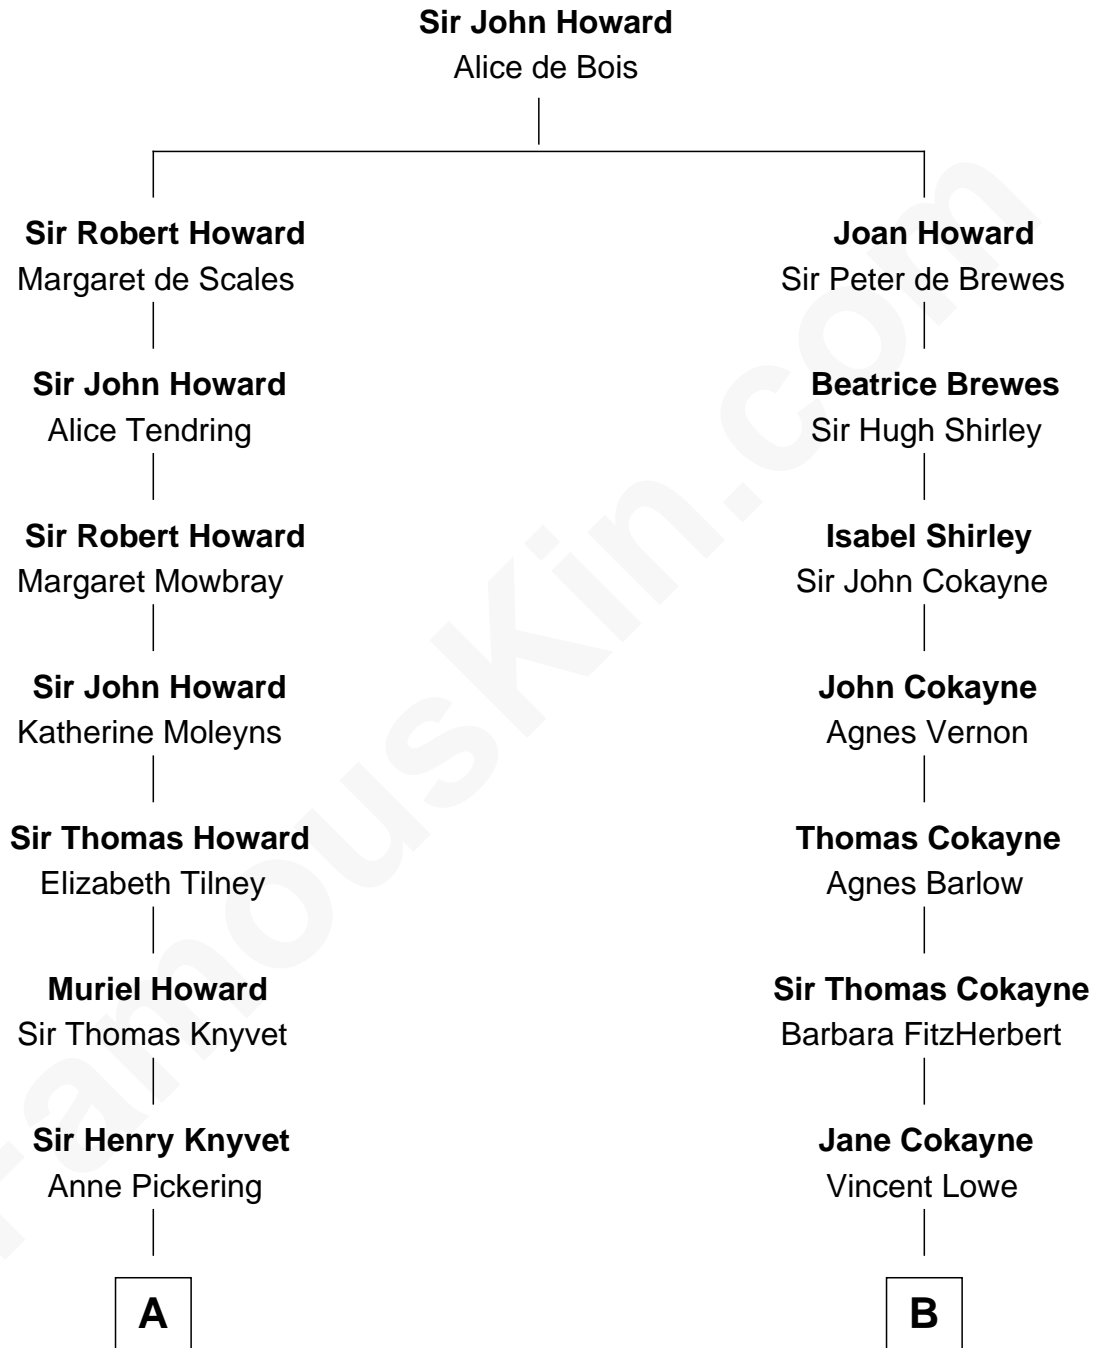 Sir John Howard
Alice de Bois
Sir Robert Howard
Margaret de Scales
Joan Howard
Sir Peter de Brewes
Sir John Howard
Alice Tendring
Beatrice Brewes
Sir Hugh Shirley
Sir Robert Howard
Margaret Mowbray
Isabel Shirley
Sir John Cokayne
Sir John Howard
Katherine Moleyns
John Cokayne
Agnes Vernon
Sir Thomas Howard
Elizabeth Tilney
Thomas Cokayne
Agnes Barlow
Muriel Howard
Sir Thomas Knyvet
Sir Thomas Cokayne
Barbara FitzHerbert
Sir Henry Knyvet
Anne Pickering
Jane Cokayne
Vincent Lowe
A
B
FamousKin.com